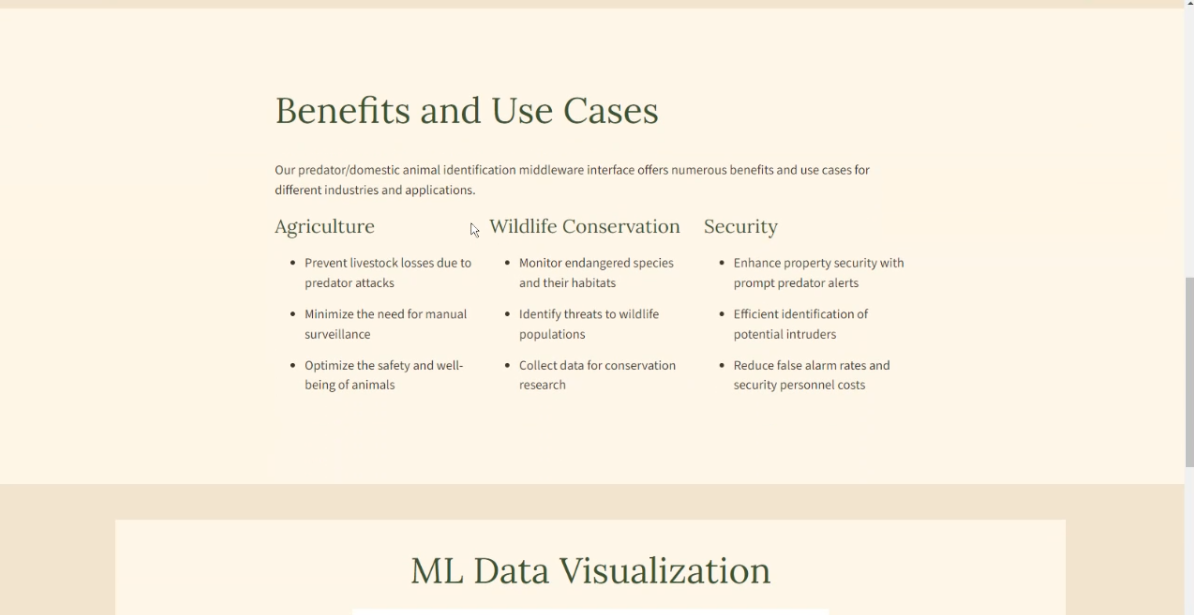 Benefits and Use Cases
Our predator/domestic animal identification middleware interface offers numerous benefits and use cases for
different industries and applications.
Agriculture
Prevent livestock losses due to
predator attacks
Minimize the need for manual
surveillance
Optimize the safety and well-
being of animals
Wildlife Conservation
Monitor endangered species
and their habitats
Identify threats to wildlife
populations
Collect data for conservation
research
Security
Enhance property security with
prompt predator alerts
Efficient identification of
potential intruders
Reduce false alarm rates and
security personnel costs
ML Data Visualization